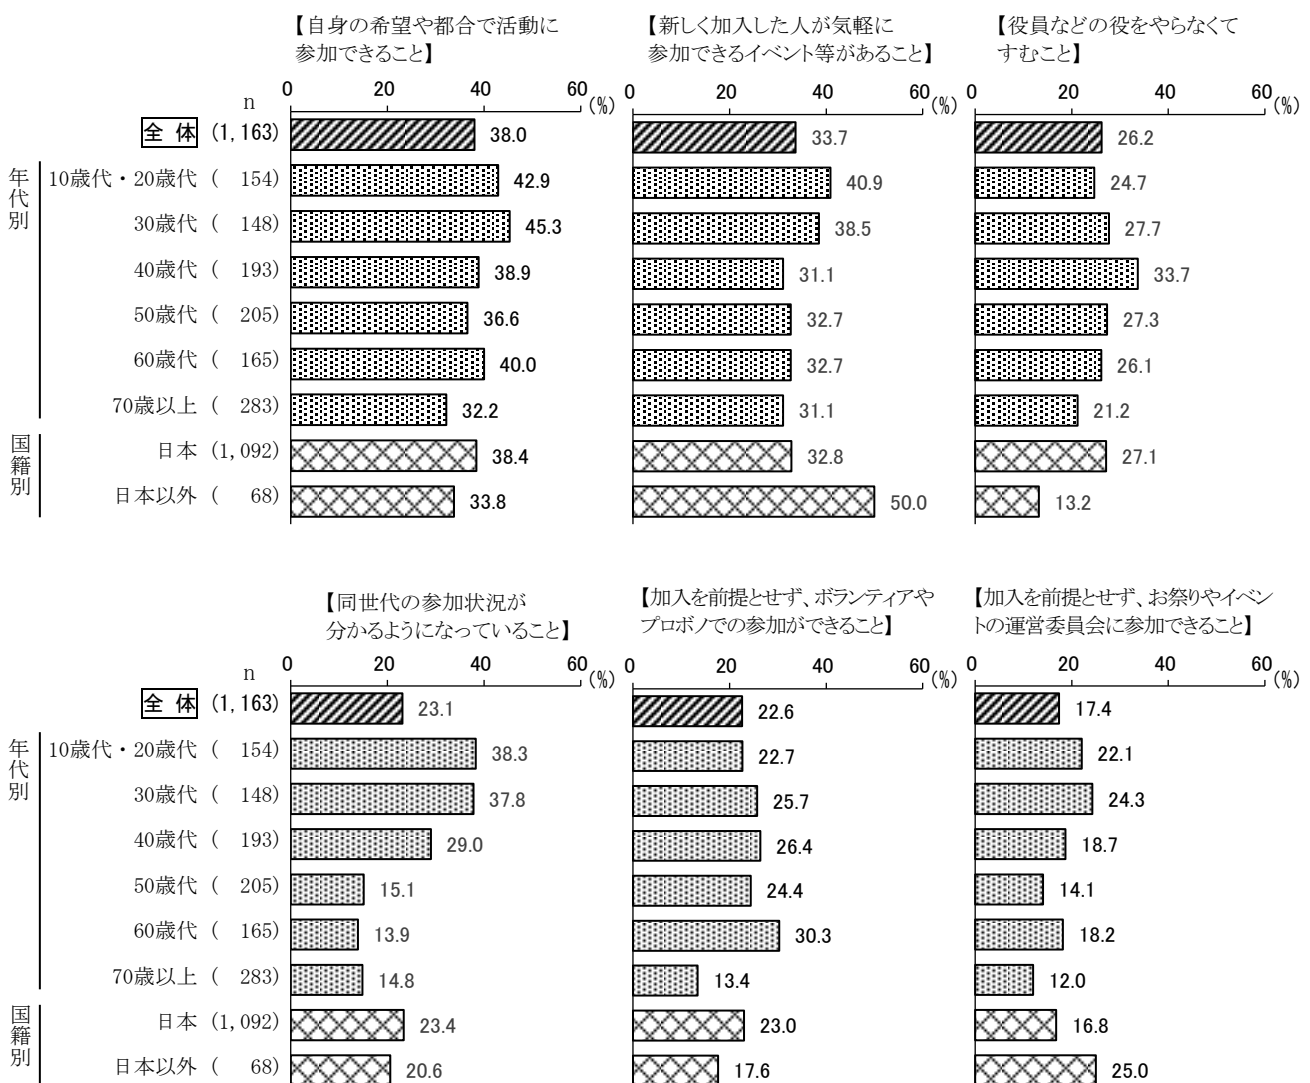 【自身の希望や都合で活動に
参加できること】
【新しく加入した人が気軽に
参加できるイベント等があること】
【役員などの役をやらなくて
すむこと】
n
0 20 40 60 (%)
0 20 40 60 (%)
0 20 40 60 (%)
全 体 (1,163) 38.0 33.7 26.2
年代別
10歳代・20歳代 ( 154) 42.9 40.9 24.7
30歳代 ( 148) 45.3 38.5 27.7
40歳代 ( 193) 38.9 31.1 33.7
50歳代 ( 205) 36.6 32.7 27.3
60歳代 ( 165) 40.0 32.7 26.1
70歳以上 ( 283) 32.2 31.1 21.2
国籍別
日本 (1,092) 38.4 32.8 27.1
日本以外 ( 68) 33.8 50.0 13.2
【同世代の参加状況が
分かるようになっていること】
【加入を前提とせず、ボランティアや
プロボノでの参加ができること】
【加入を前提とせず、お祭りやイベン
トの運営委員会に参加できること】
n
0 20 40 60 (%)
0 20 40 60 (%)
0 20 40 60 (%)
全 体 (1,163) 23.1 22.6 17.4
年代別
10歳代・20歳代 ( 154) 38.3 22.7 22.1
30歳代 ( 148) 37.8 25.7 24.3
40歳代 ( 193) 29.0 26.4 18.7
50歳代 ( 205) 15.1 24.4 14.1
60歳代 ( 165) 13.9 30.3 18.2
70歳以上 ( 283) 14.8 13.4 12.0
国籍別
日本 (1,092) 23.4 23.0 16.8
日本以外 ( 68) 20.6 17.6 25.0